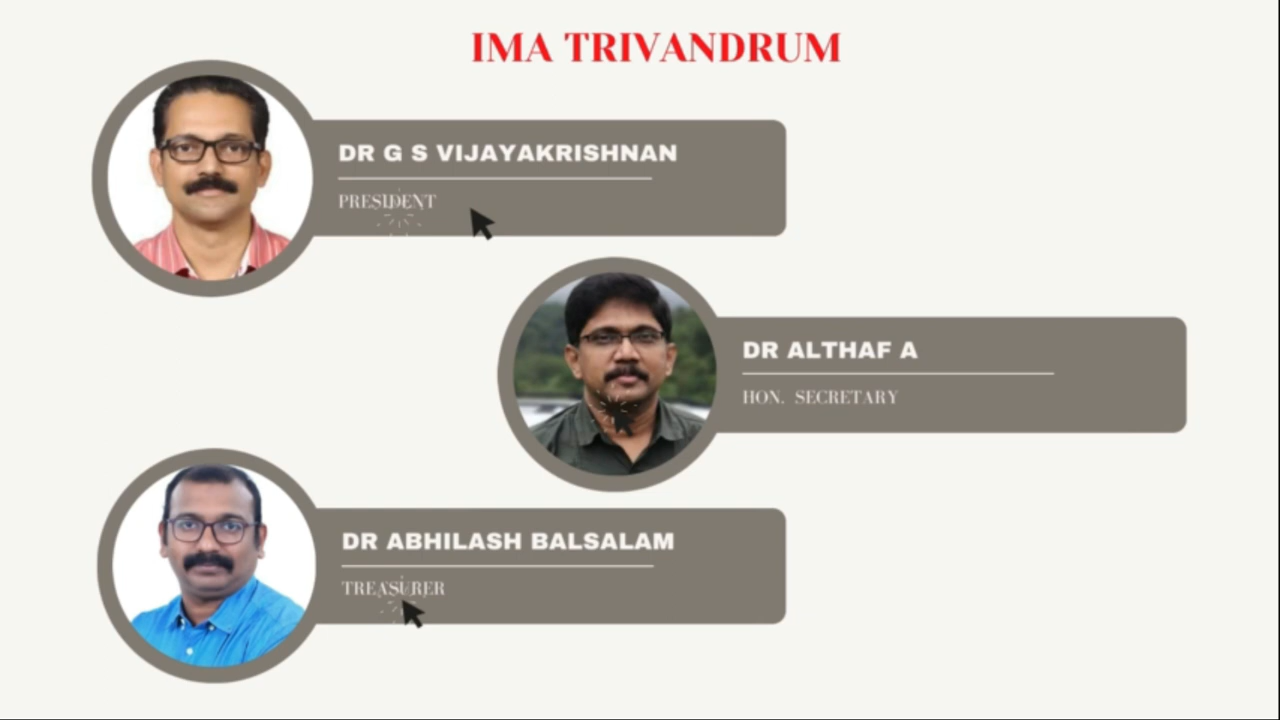 IMA TRIVANDRUM
DR G S VIJAYAKRISHNAN
PRESIDENT
DR ALTHAF A
HON. SECRETARY
DR ABHILASH BALSALAM
TREASURER